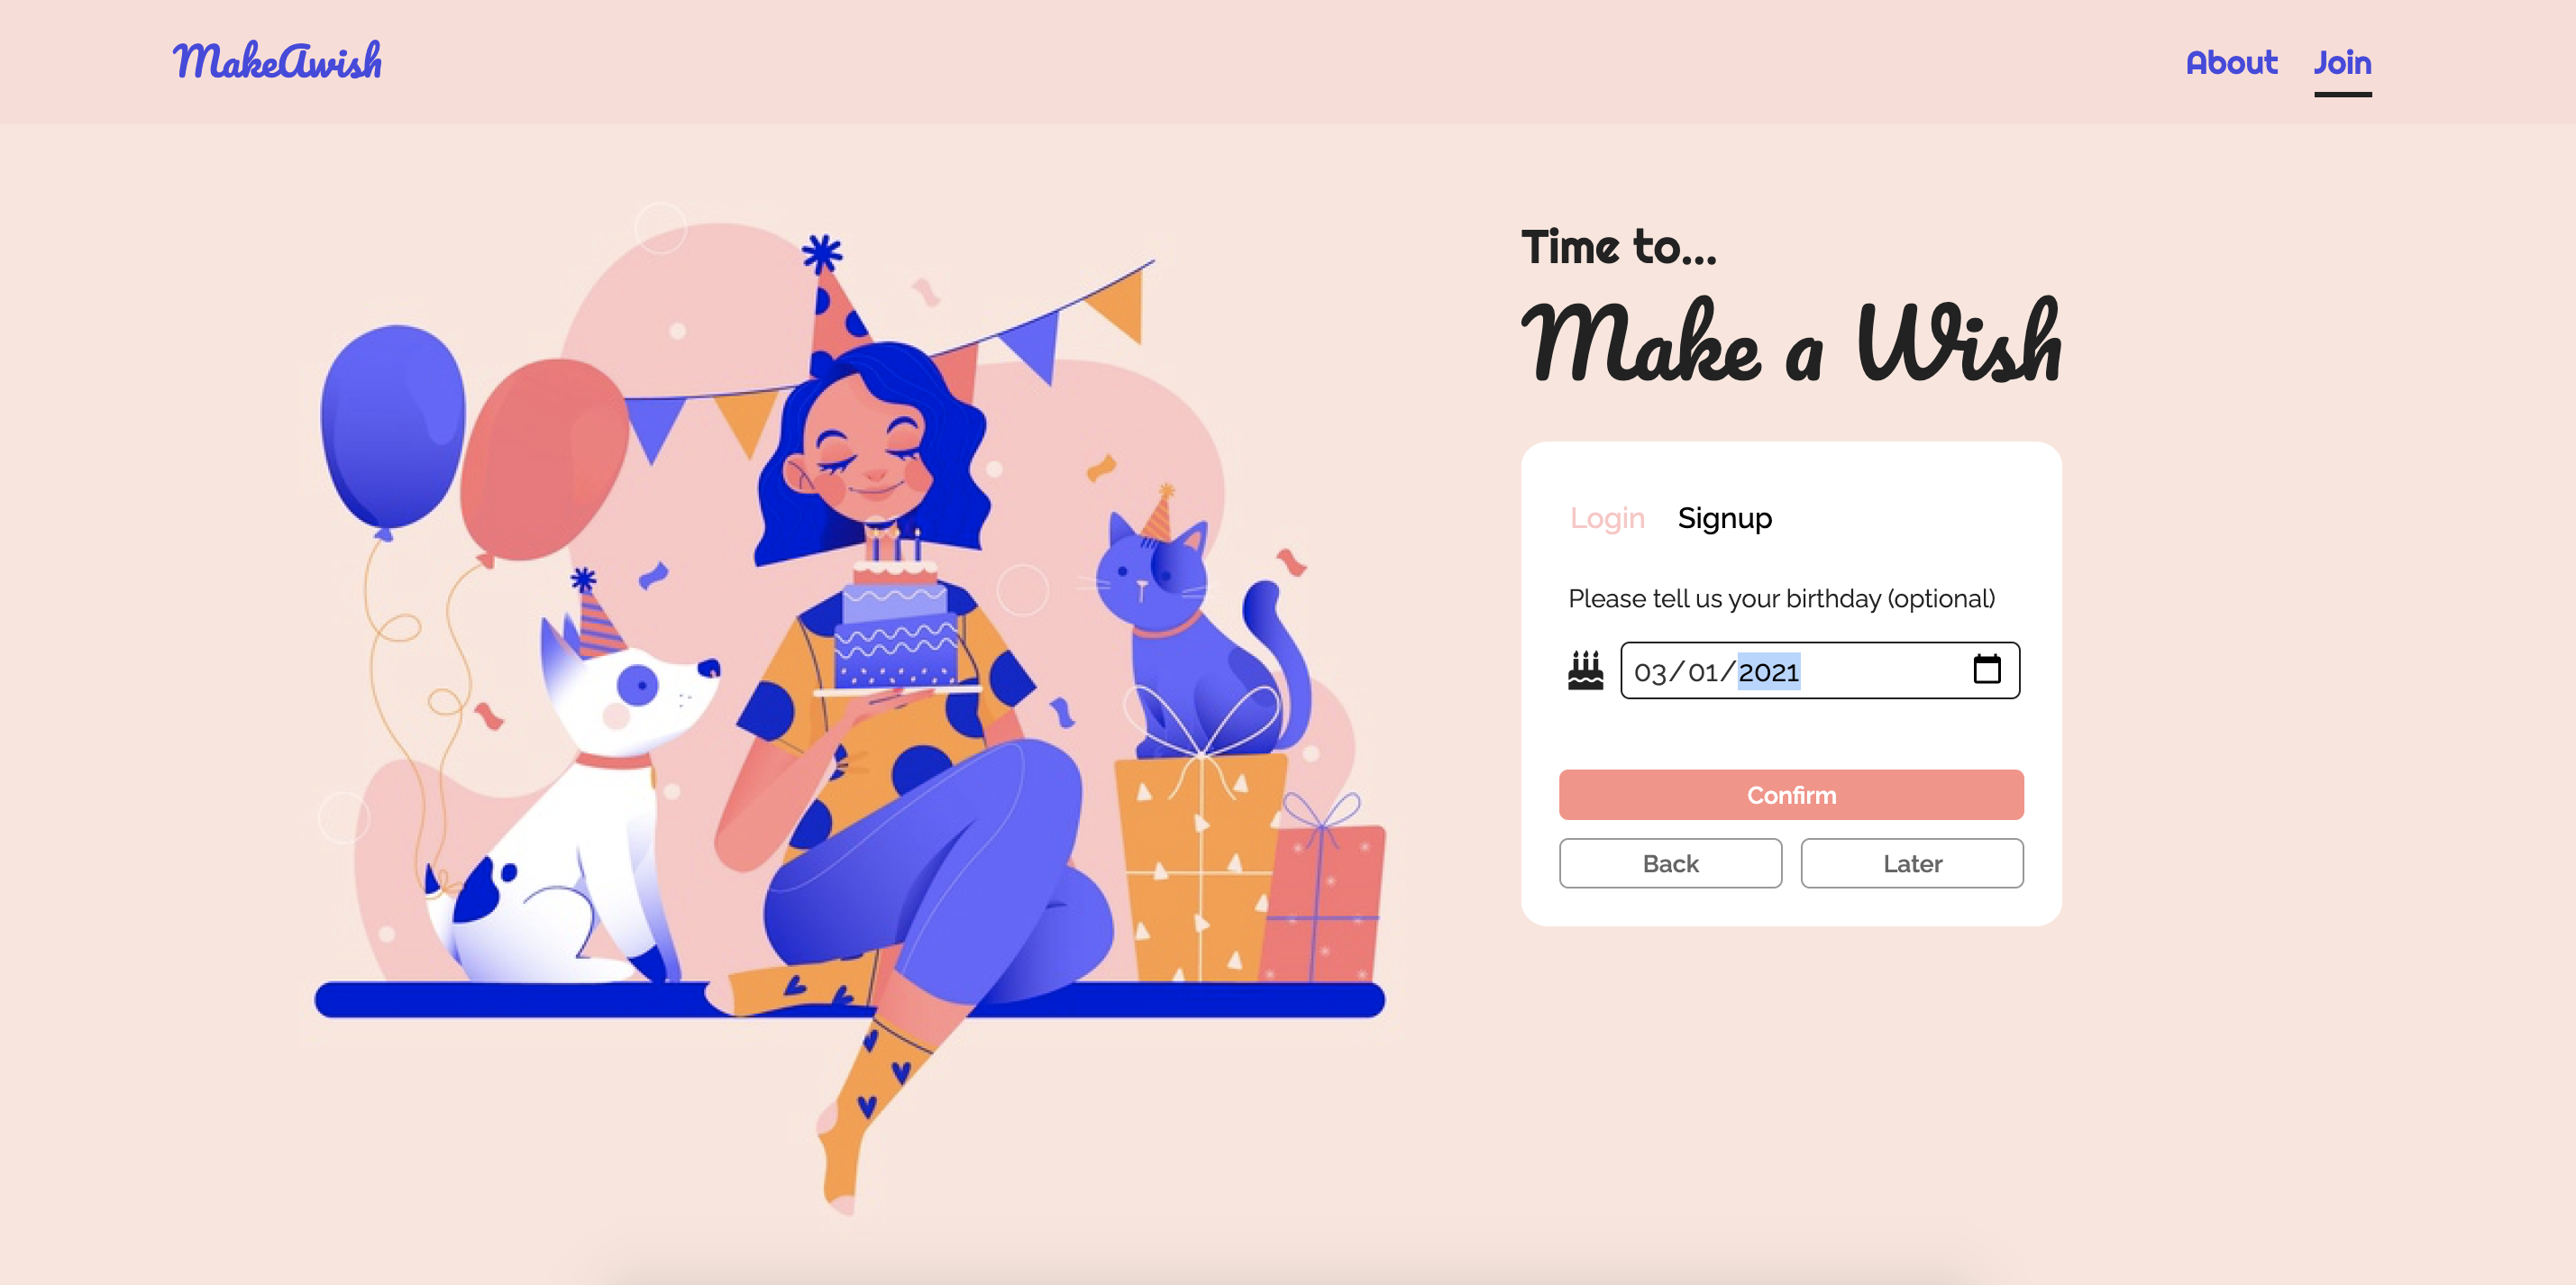 MakeAwish
About Join
Time to...
Make a Wish
Login Signup
Please tell us your birthday (optional)
03/01/2021
Confirm
Back Later